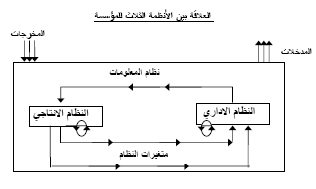 العلاقة بين الأنظمة الثلاث للمؤسسة
المخرجات
المدخلات
نظام المعلومات
النظام الاداري
النظام الانتاجي
متغيرات النظام